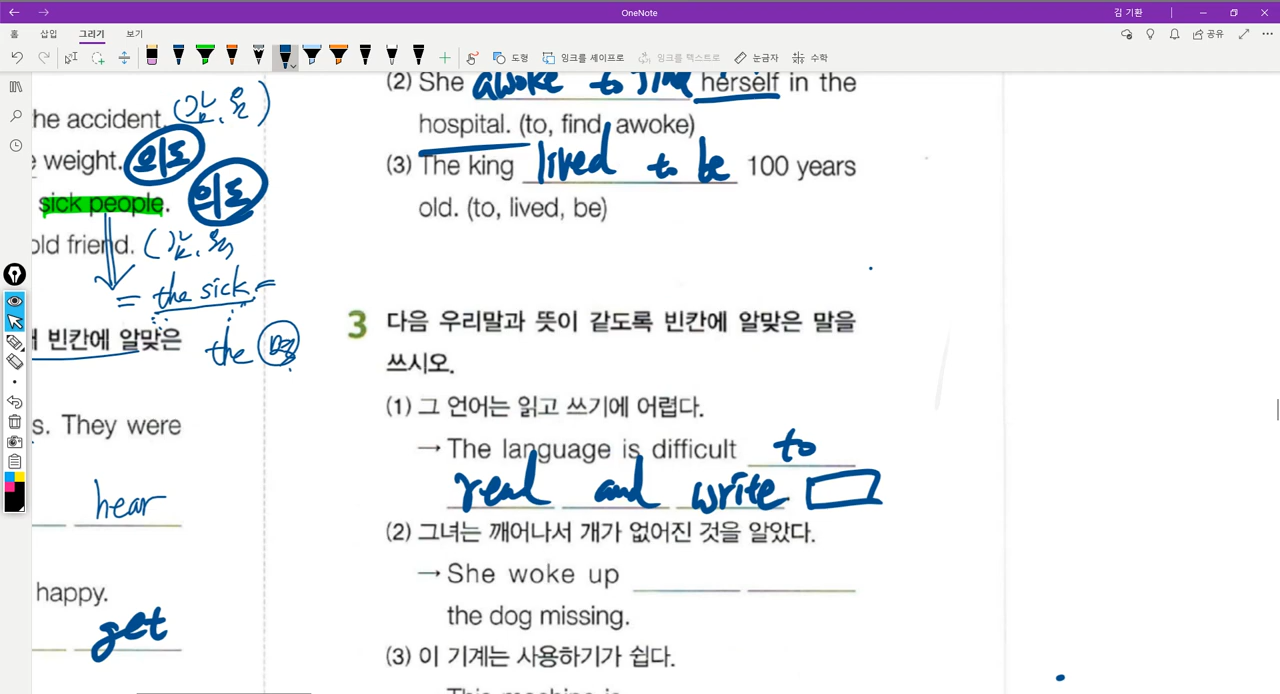 OneNote
김 기환
홈 삽입 그리기 보기
공유
도형 잉크를 셰이프로 잉크를 텍스트로 눈금자 수학
he accident.
weight. 의도
sick people. 의도
old friend.
= the sick =
the
빈칸에 알맞은
s. They were
hear
happy.
get
(2) She awoke to find herself in the
hospital. (to, find, awoke)
(3) The king lived to be 100 years
old. (to, lived, be)
3 다음 우리말과 뜻이 같도록 빈칸에 알맞은 말을
쓰시오.
(1) 그 언어는 읽고 쓰기에 어렵다.
→ The language is difficult to
read and write
(2) 그녀는 깨어나서 개가 없어진 것을 알았다.
→ She woke up
the dog missing.
(3) 이 기계는 사용하기가 쉽다.
This machine is